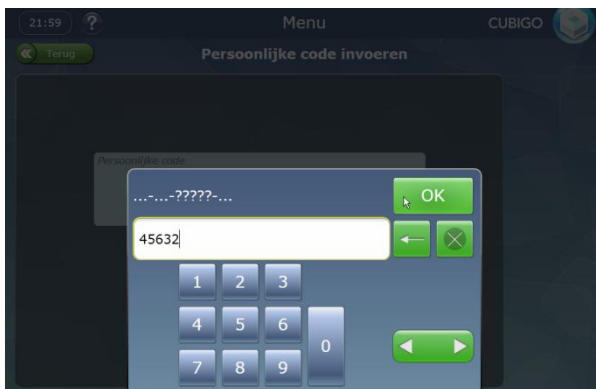 21:59 ? Menu CUBIGO
Terug Persoonlijke code invoeren
Persoonlijke code
...-...-?????-... OK
45632
1 2 3
4 5 6
0
7 8 9